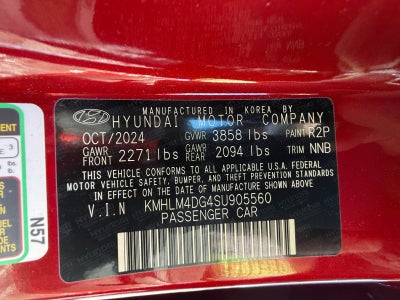 MANUFACTURED IN KOREA BY
HYUNDAI MOTOR COMPANY
OCT/2024 GVWR 3858 lbs PAINT R2P
GAWR FRONT 2271 lbs GAWR REAR 2094 lbs TRIM NNB
THIS VEHICLE CONFORMS TO ALL APPLICABLE U.S.A. FEDERAL
MOTOR VEHICLE SAFETY, BUMPER, AND THEFT PREVENTION STANDARDS
IN EFFECT ON THE DATE OF MANUFACTURE SHOWN ABOVE.
V.I.N KMHLM4DG4SU905560
PASSENGER CAR
N57